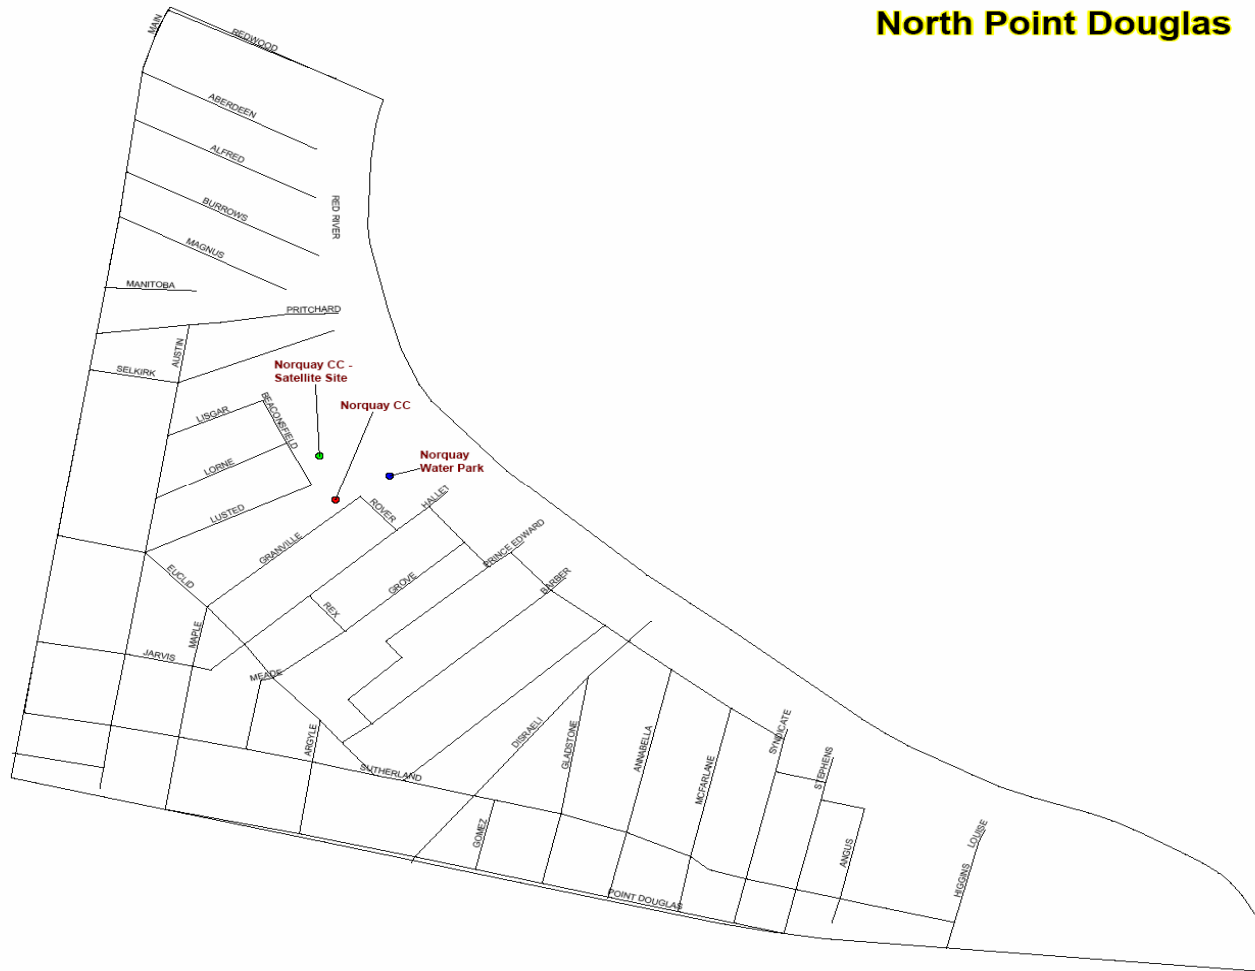 North Point Douglas
MAIN
REDWOOD
ABERDEEN
ALFRED
BURROWS
RED RIVER
MAGNUS
MANITOBA
PRITCHARD
AUSTIN
SELKIRK
Norquay CC -
Satellite Site
Norquay CC
BEACONSFIELD
LISGAR
LORNE
LUSTED
Norquay
Water Park
ROVER
HALLET
GRANVILLE
PRINCE EDWARD
EUCLID
GROVE
BARBER
REX
MAPLE
JARVIS
MEADE
ARGYLE
SUTHERLAND
DISRAELI
GLADSTONE
ANNABELLA
MCFARLANE
SYNDICATE
STEPHENS
GOMEZ
ANGUS
LOUISE
HIGGINS
POINT DOUGLAS